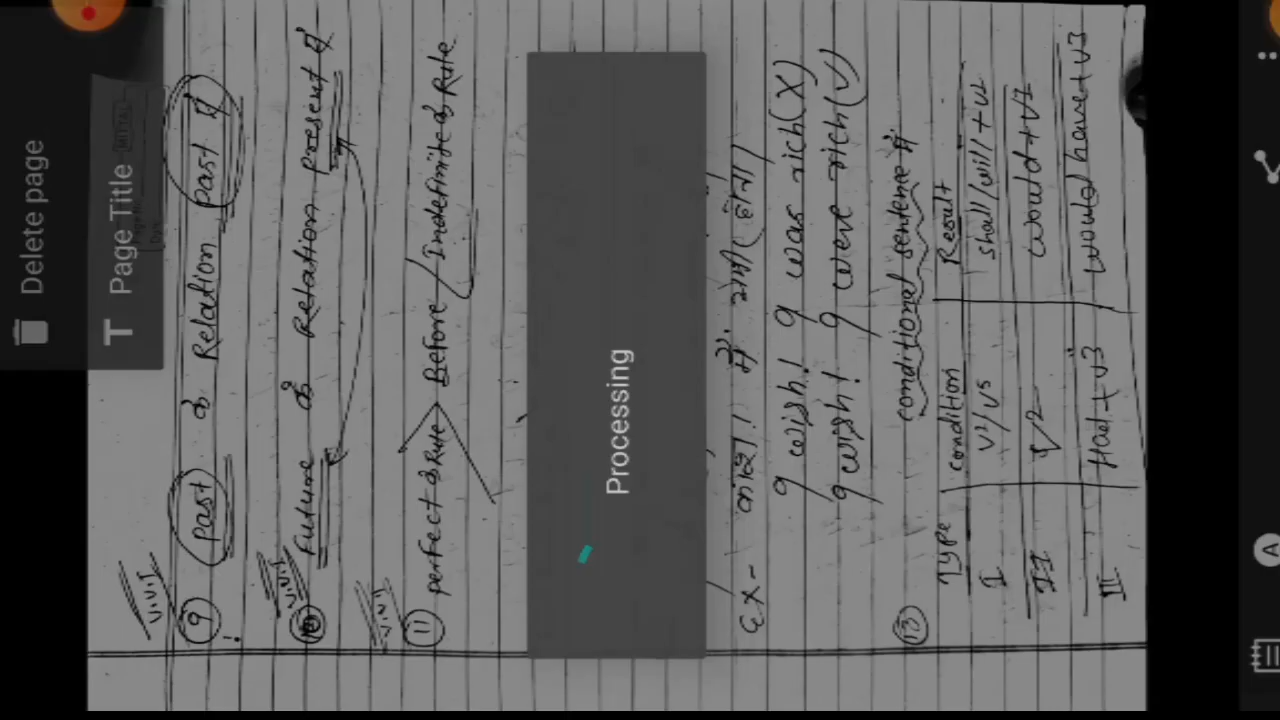 Delete page
Page Title
V.V.I
9 Past के Relation Past में
V.V.I
10 Future के Relation present में
V.V.I
11 perfect के Rule Before / Indefinite के Rule
Processing
Ex- काश! मैं राजा होता
I wish! I was rich (X)
I wish! I were rich (✓)
13 conditional sentence में
Type condition Result
I V1/V5 shall/will + V1
II V2 would + V1
III Had + V3 would have + V3